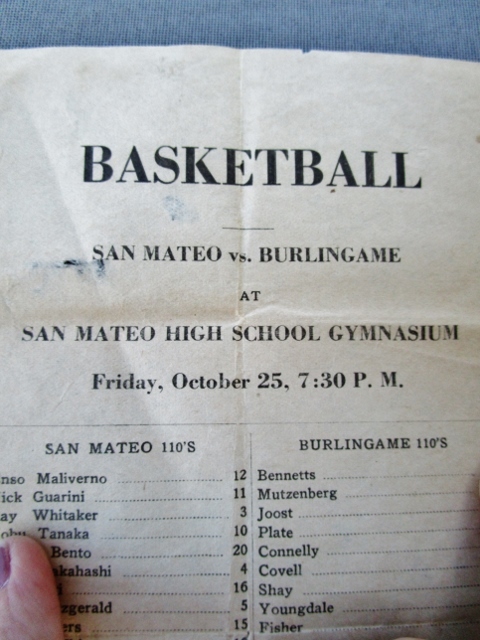 BASKETBALL
SAN MATEO vs. BURLINGAME
AT
SAN MATEO HIGH SCHOOL GYMNASIUM
Friday, October 25, 7:30 P. M.
SAN MATEO 110'S
Maliverno 12
Guarini 11
Whitaker 3
Tanaka 10
Bento 20
4
16
5
15
BURLINGAME 110'S
Bennetts
Mutzenberg
Joost
Plate
Connelly
Covell
Shay
Youngdale
Fisher